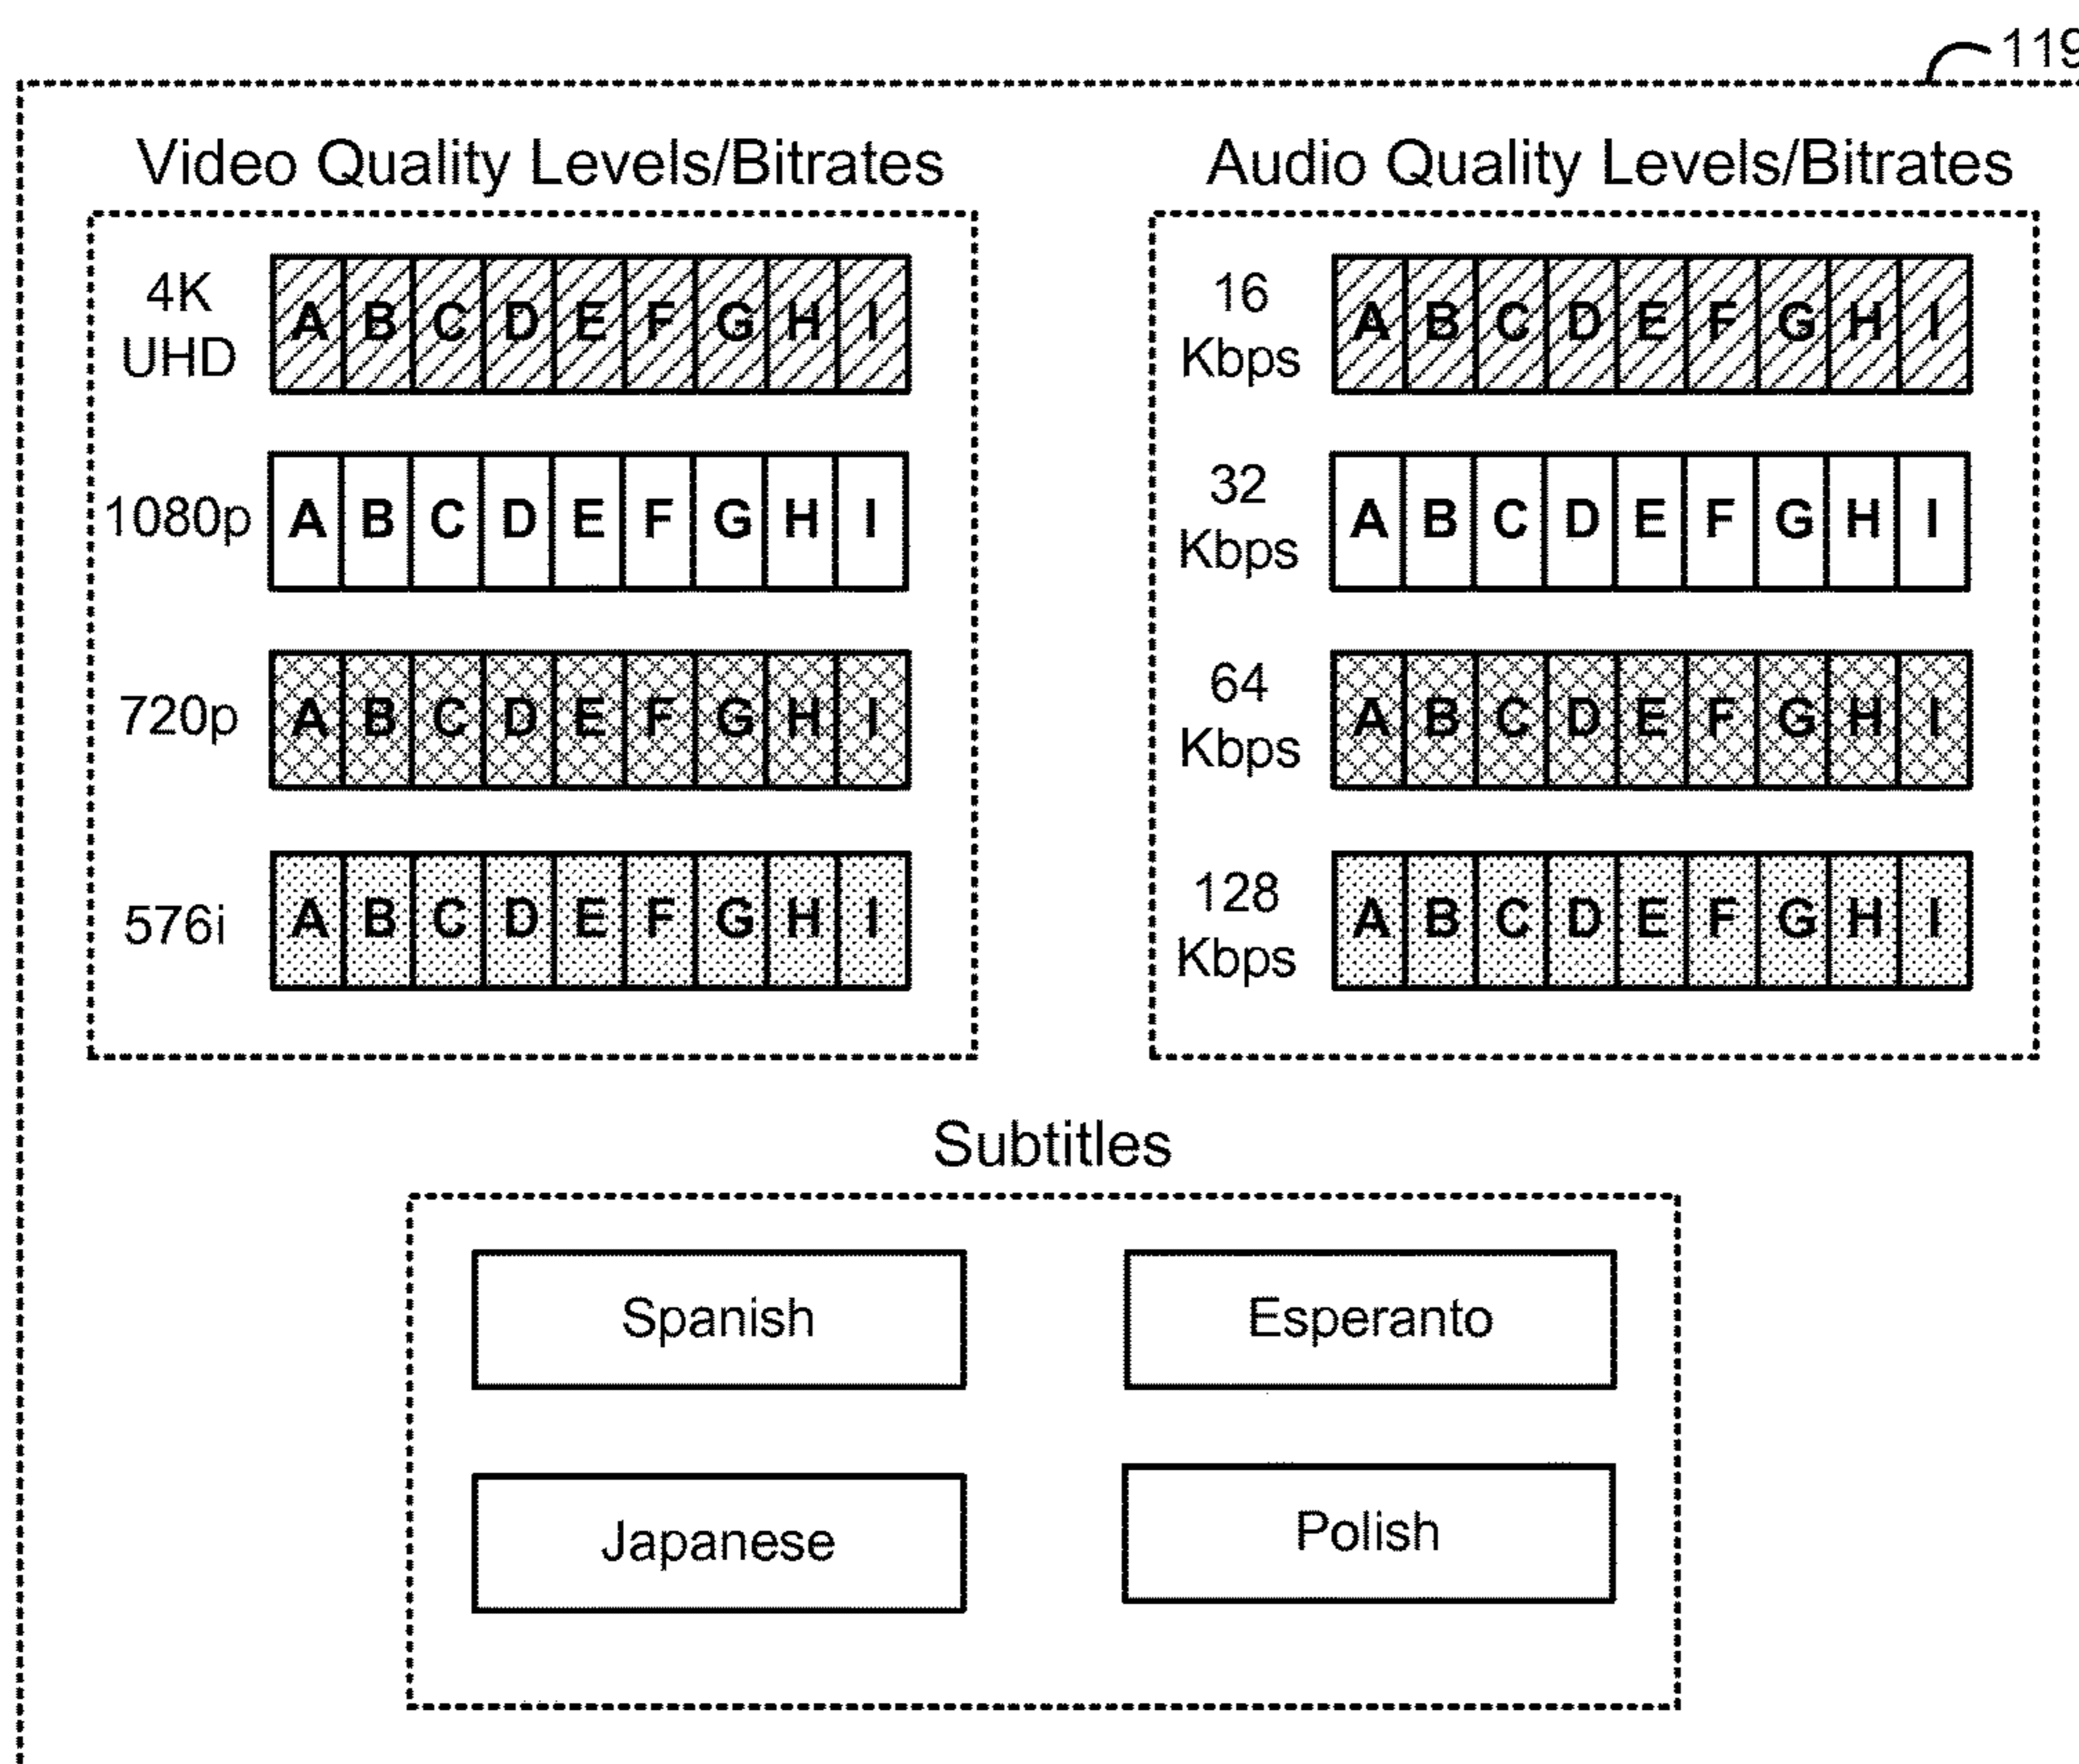 119
Video Quality Levels/Bitrates
4K
UHD
A B C D E F G H I
1080p
A B C D E F G H I
720p
A B C D E F G H I
576i
A B C D E F G H I
Audio Quality Levels/Bitrates
16
Kbps
A B C D E F G H I
32
Kbps
A B C D E F G H I
64
Kbps
A B C D E F G H I
128
Kbps
A B C D E F G H I
Subtitles
Spanish
Esperanto
Japanese
Polish